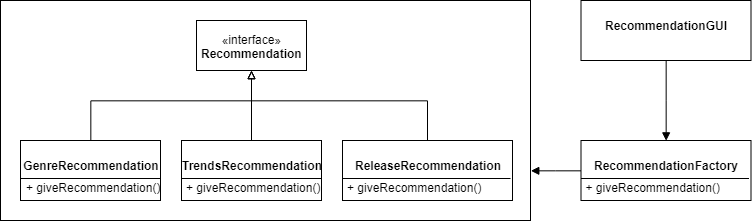 «interface»
Recommendation
RecommendationGUI
GenreRecommendation
+ giveRecommendation()
TrendsRecommendation
+ giveRecommendation()
ReleaseRecommendation
+ giveRecommendation()
RecommendationFactory
+ giveRecommendation()